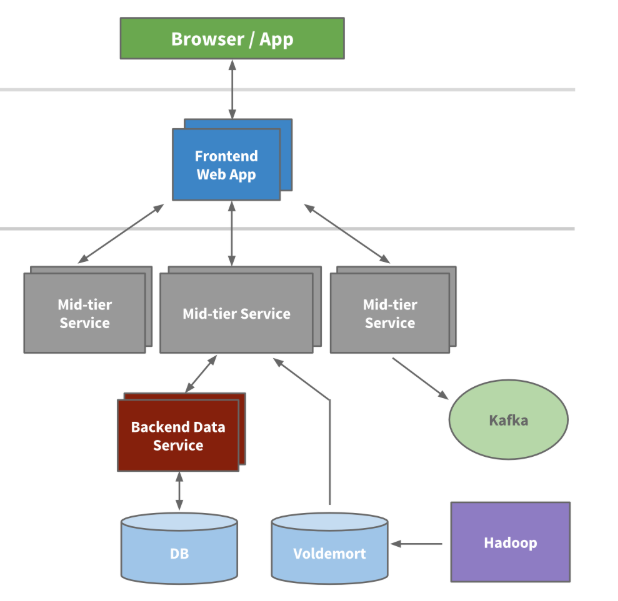 Browser / App
Frontend
Web App
Mid-tier
Service
Mid-tier Service
Mid-tier
Service
Backend Data
Service
Kafka
DB
Voldemort
Hadoop